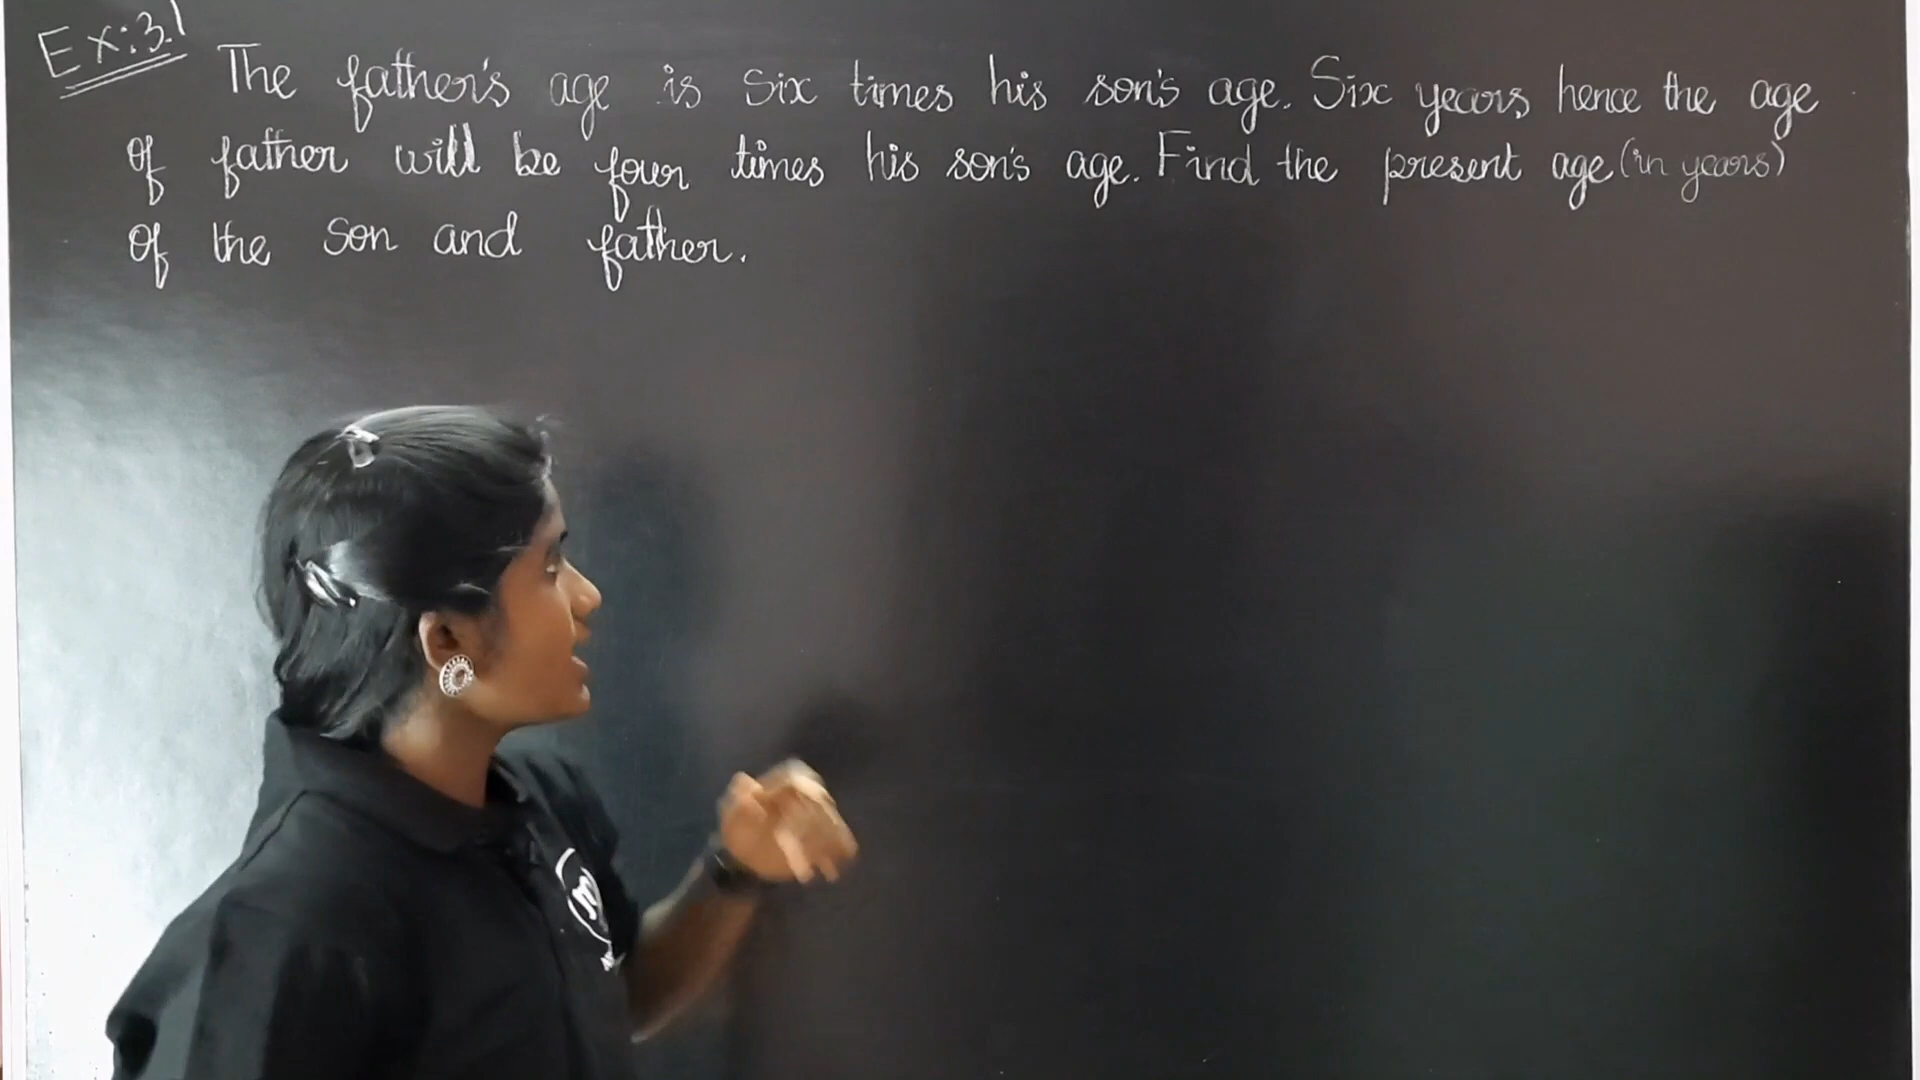 Ex:3.1
The father's age is six times his son's age. Six years hence the age
of father will be four times his son's age. Find the present age (in years)
of the son and father.